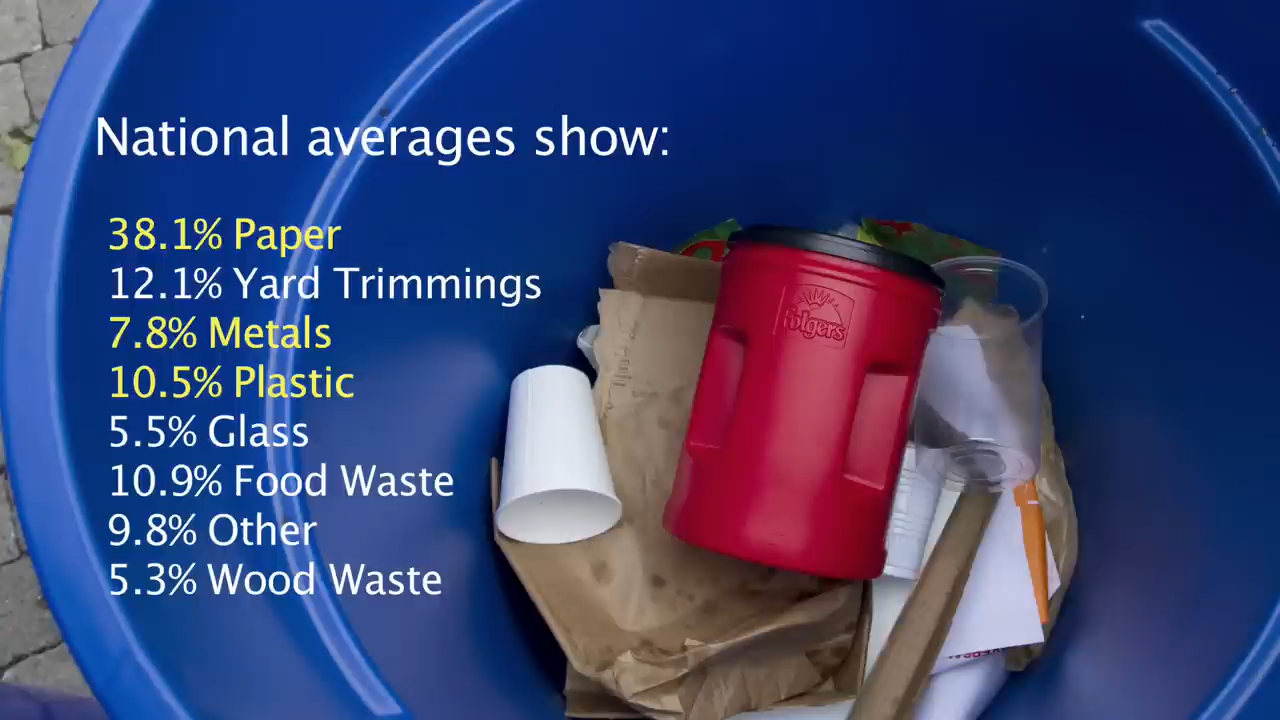 National averages show:
38.1% Paper
12.1% Yard Trimmings
7.8% Metals
10.5% Plastic
5.5% Glass
10.9% Food Waste
9.8% Other
5.3% Wood Waste
Folgers